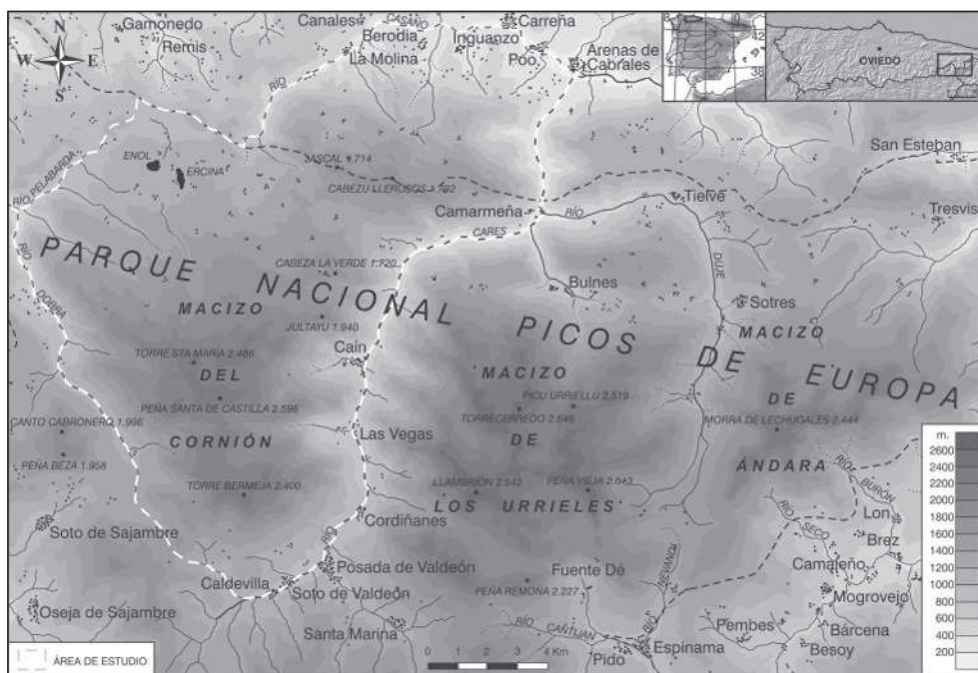 N
W E
S
Gamonedo
Remis
Canales
Berodia
La Molina
RÍO
CASAÑO
Inguanzo
Carreña
Poo
Arenas de
Cabrales
8
42
38
OVIEDO
San Esteban
RÍO PELABARDA
ENOL
ERCINA
JASCAL 1.714
CABEZU LLEROSOS 1.792
Camarmeña
RÍO
CARES
Tielve
Tresvis
DUJE
RÍO
DOBRA
PARQUE NACIONAL PICOS DE EUROPA
CABEZA LA VERDE 1.720
Bulnes
Sotres
MACIZO
DEL
CORNIÓN
JULTAYU 1.940
Caín
TORRE STA MARÍA 2.486
PEÑA SANTA DE CASTILLA 2.596
CANTO CABRONERO 1.996
PEÑA BEZA 1.958
TORRE BERMEJA 2.400
Las Vegas
MACIZO
DE
LOS URRIELES
PICU URRIELLU 2.519
TORRECERREDO 2.648
LLAMBRIÓN 2.642
PEÑA VIEJA 2.613
MACIZO
DE
ÁNDARA
MORRA DE LECHUGALES 2.444
RÍO BURÓN
RÍO
SECO
Lon
Brez
Camaleño
Mogrovejo
Bárcena
Besoy
Pembes
Soto de Sajambre
Cordiñanes
RÍO
Posada de Valdeón
Caldevilla
Soto de Valdeón
Oseja de Sajambre
Santa Marina
Fuente Dé
PEÑA REMOÑA 2.227
RÍO
CANTIJAN
RÍO
NEVANDI
Pido
Espinama
m.
2600
2400
2200
2000
1800
1600
1400
1200
1000
800
600
400
200
ÁREA DE ESTUDIO
0 1 2 3 4 Km